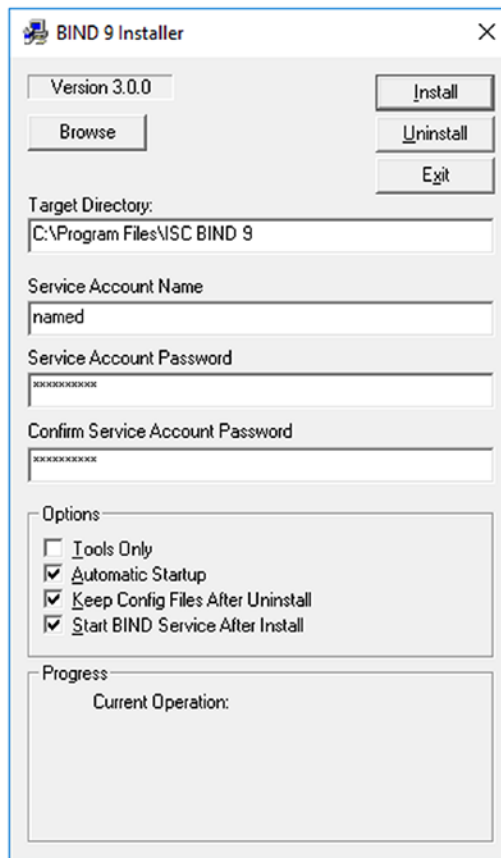 BIND 9 Installer
Version 3.0.0
Install
Browse
Uninstall
Exit
Target Directory:
C:\Program Files\ISC BIND 9
Service Account Name
named
Service Account Password
××××××××××
Confirm Service Account Password
××××××××××
Options
Tools Only
Automatic Startup
Keep Config Files After Uninstall
Start BIND Service After Install
Progress
Current Operation: